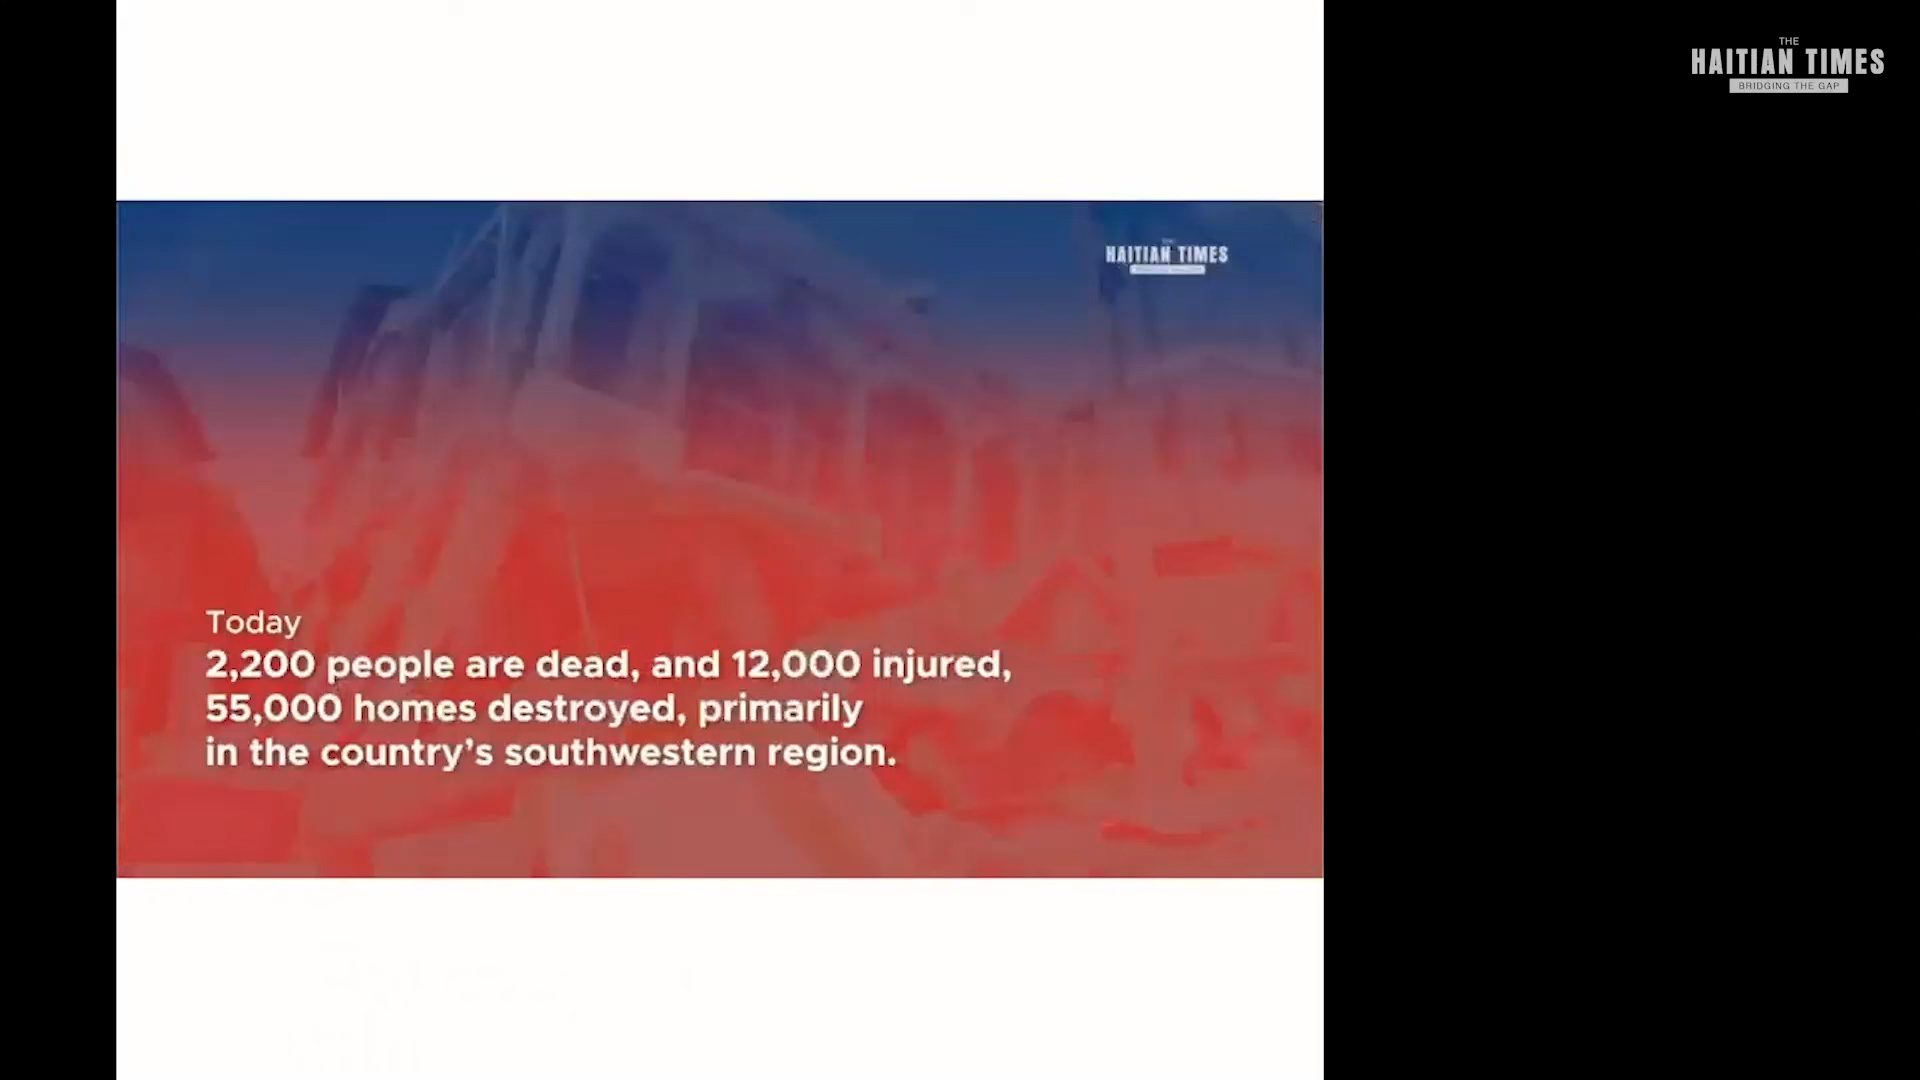 THE
HAITIAN TIMES
BRIDGING THE GAP
HAITIAN TIMES
Today
2,200 people are dead, and 12,000 injured,
55,000 homes destroyed, primarily
in the country’s southwestern region.